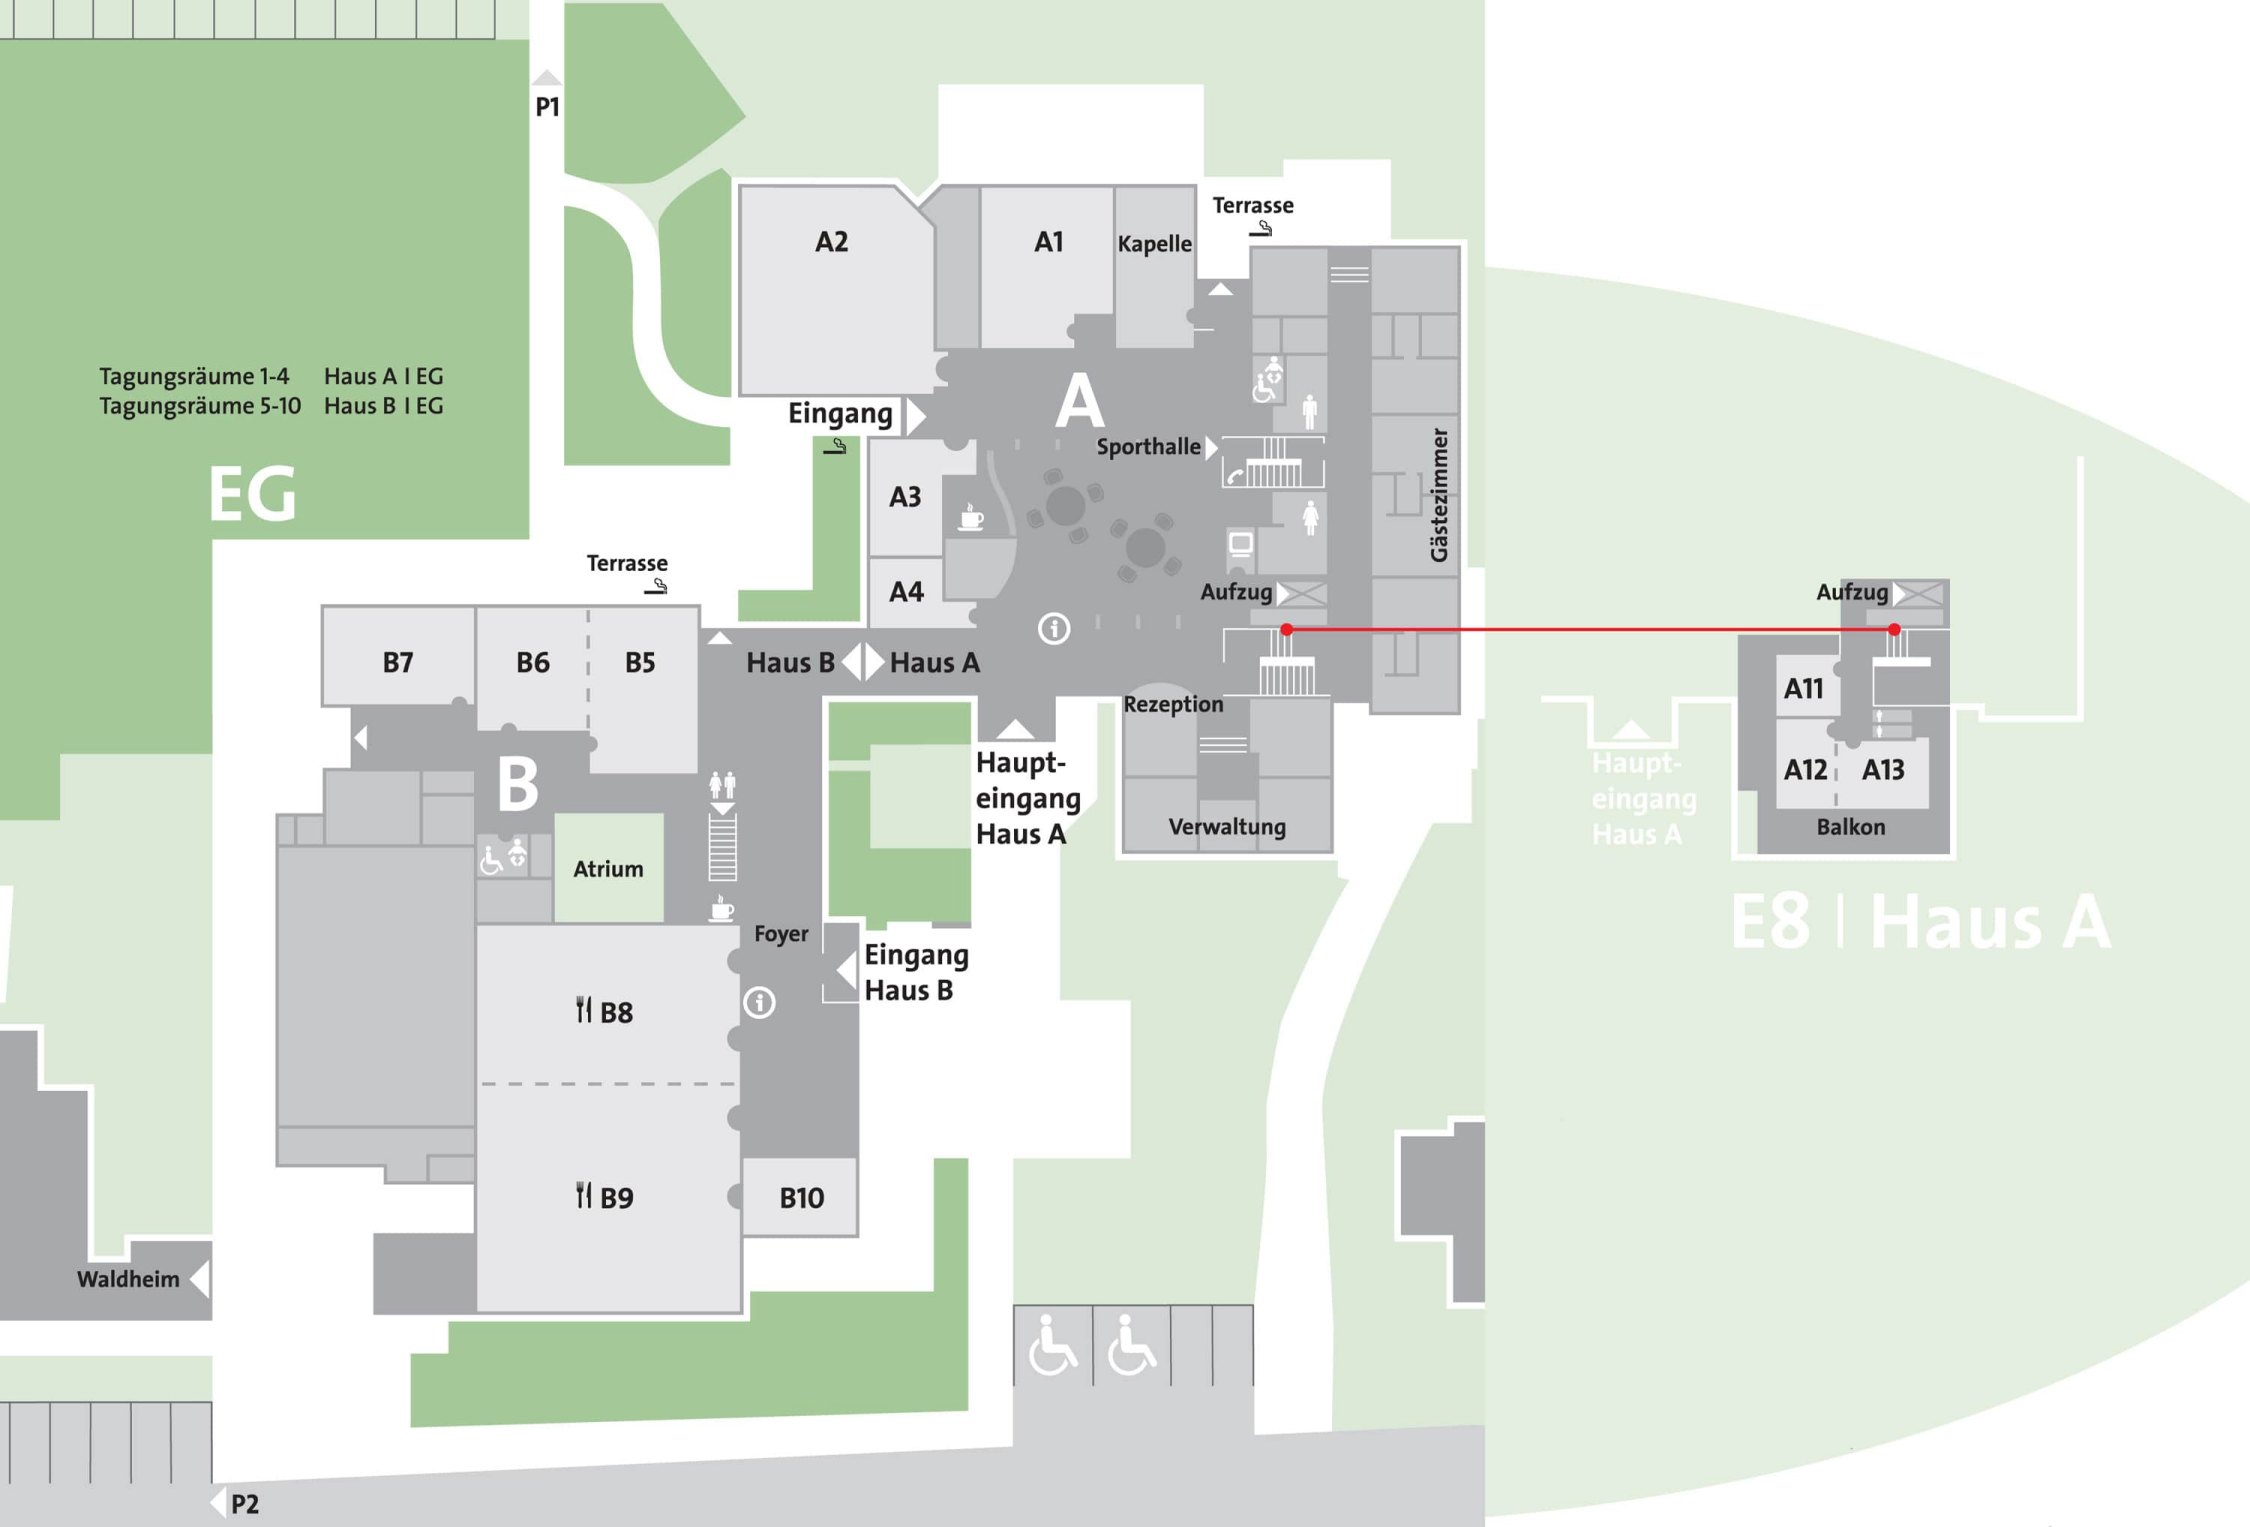 P1
A2
A1
Kapelle
Terrasse
Tagungsräume 1-4 Haus A I EG
Tagungsräume 5-10 Haus B I EG
EG
Eingang
A
Sporthalle
A3
Gästezimmer
Terrasse
A4
Aufzug
Aufzug
B7
B6
B5
Haus B
Haus A
Rezeption
A11
Haupt-
eingang
Haus A
Haupt-
eingang
Haus A
A12
A13
B
Verwaltung
Balkon
Atrium
E8 | Haus A
Foyer
Eingang
Haus B
B8
B9
B10
Waldheim
P2